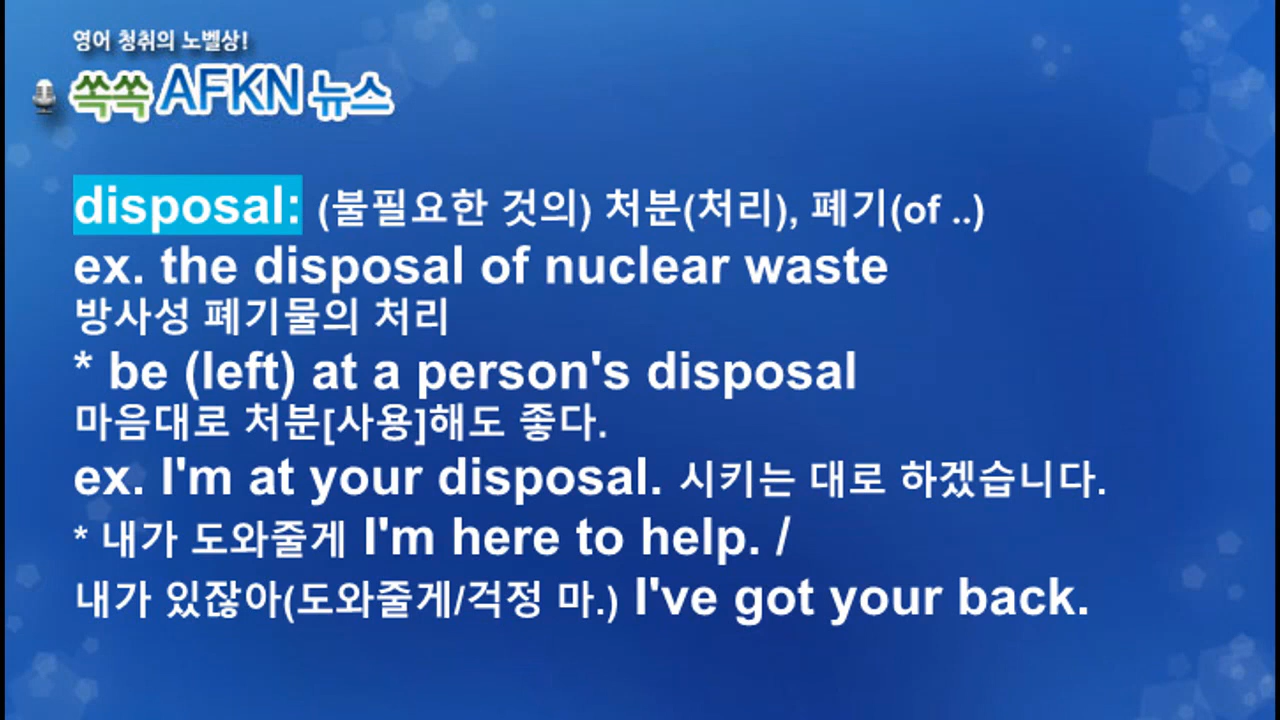 영어 청취의 노벨상!
쏙쏙 AFKN 뉴스
disposal: (불필요한 것의) 처분(처리), 폐기(of ..)
ex. the disposal of nuclear waste
방사성 폐기물의 처리
* be (left) at a person's disposal
마음대로 처분[사용]해도 좋다.
ex. I'm at your disposal. 시키는 대로 하겠습니다.
* 내가 도와줄게 I'm here to help. /
내가 있잖아(도와줄게/걱정 마.) I've got your back.